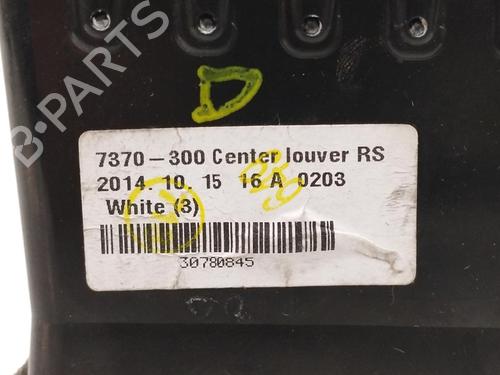 B-PARTS
D
7370-300 Center louver RS
2014. 10. 15 16 A 0203
White (3)
30780845